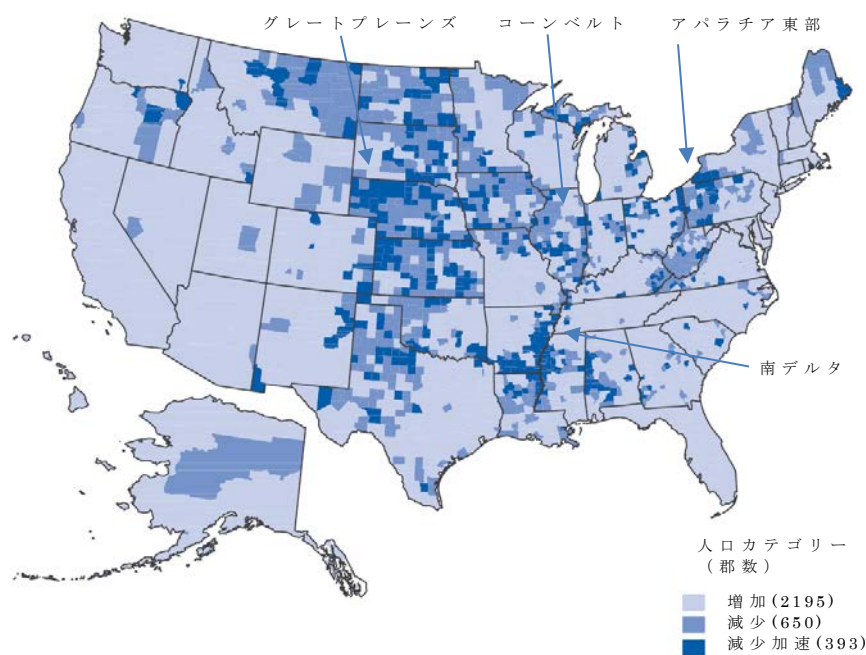 グレートプレーンズ
コーンベルト
アパラチア東部
南デルタ
人口カテゴリー
(郡数)
増加(2195)
減少(650)
減少加速(393)